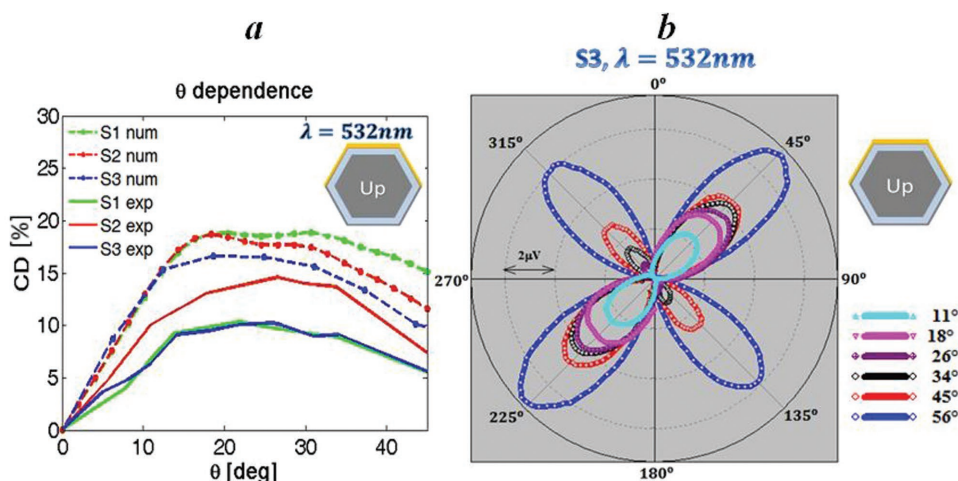 a
b
S3, λ = 532nm
θ dependence
λ = 532nm
30
25
20
15
10
5
0
CD [%]
S1 num
S2 num
S3 num
S1 exp
S2 exp
S3 exp
Up
0
10
20
30
40
θ [deg]
0°
45°
90°
135°
180°
225°
270°
315°
2μV
Up
11°
18°
26°
34°
45°
56°